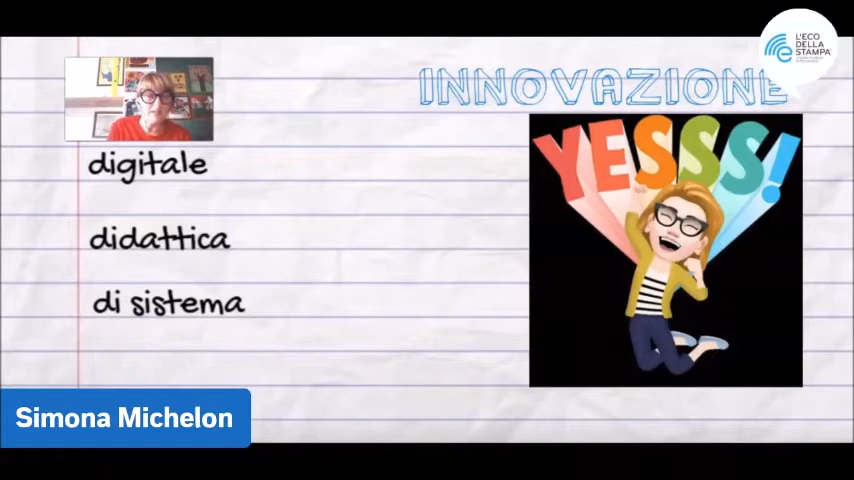 L'ECO
DELLA
STAMPA
INNOVAZIONE
YESSS!
digitale
didattica
di sistema
Simona Michelon